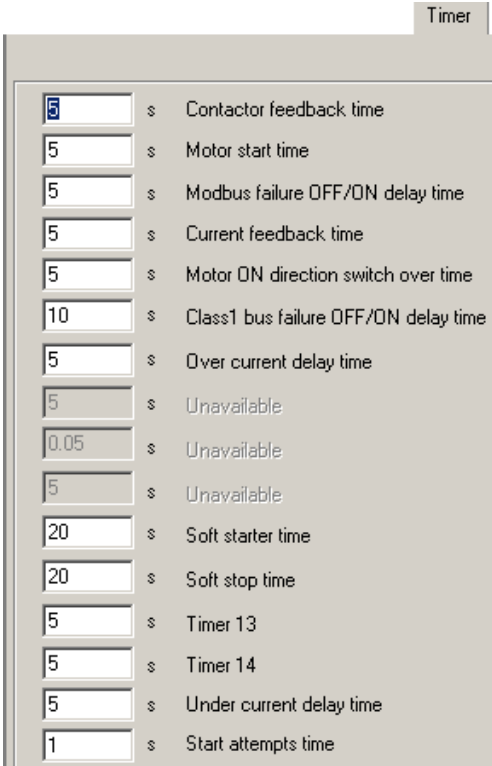 Timer
5 s Contactor feedback time
5 s Motor start time
5 s Modbus failure OFF/ON delay time
5 s Current feedback time
5 s Motor ON direction switch over time
10 s Class1 bus failure OFF/ON delay time
5 s Over current delay time
5 s Unavailable
0.05 s Unavailable
5 s Unavailable
20 s Soft starter time
20 s Soft stop time
5 s Timer 13
5 s Timer 14
5 s Under current delay time
1 s Start attempts time